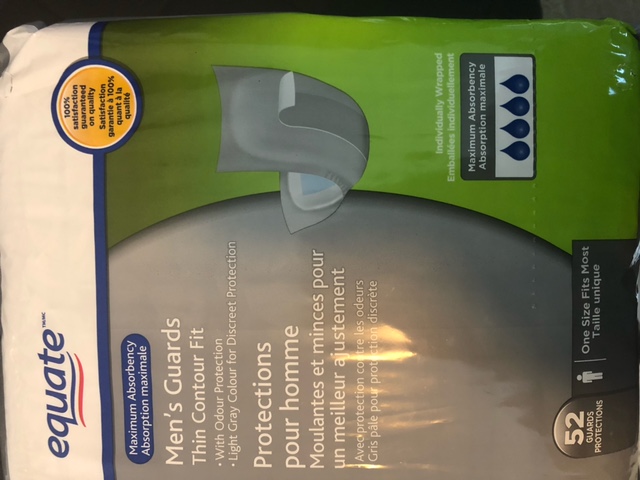 equate™/MC
100%
satisfaction
guaranteed
on quality
Satisfaction
garantie à 100%
quant à la
qualité
Maximum Absorbency
Absorption maximale
Men's Guards
Thin Contour Fit
• With Odour Protection
• Light Gray Colour for Discreet Protection
Protections
pour homme
Moulantes et minces pour
un meilleur ajustement
• Avec protection contre les odeurs
• Gris pâle pour protection discrète
Individually Wrapped
Emballées individuellement
Maximum Absorbency
Absorption maximale
52
GUARDS
PROTECTIONS
One Size Fits Most
Taille unique